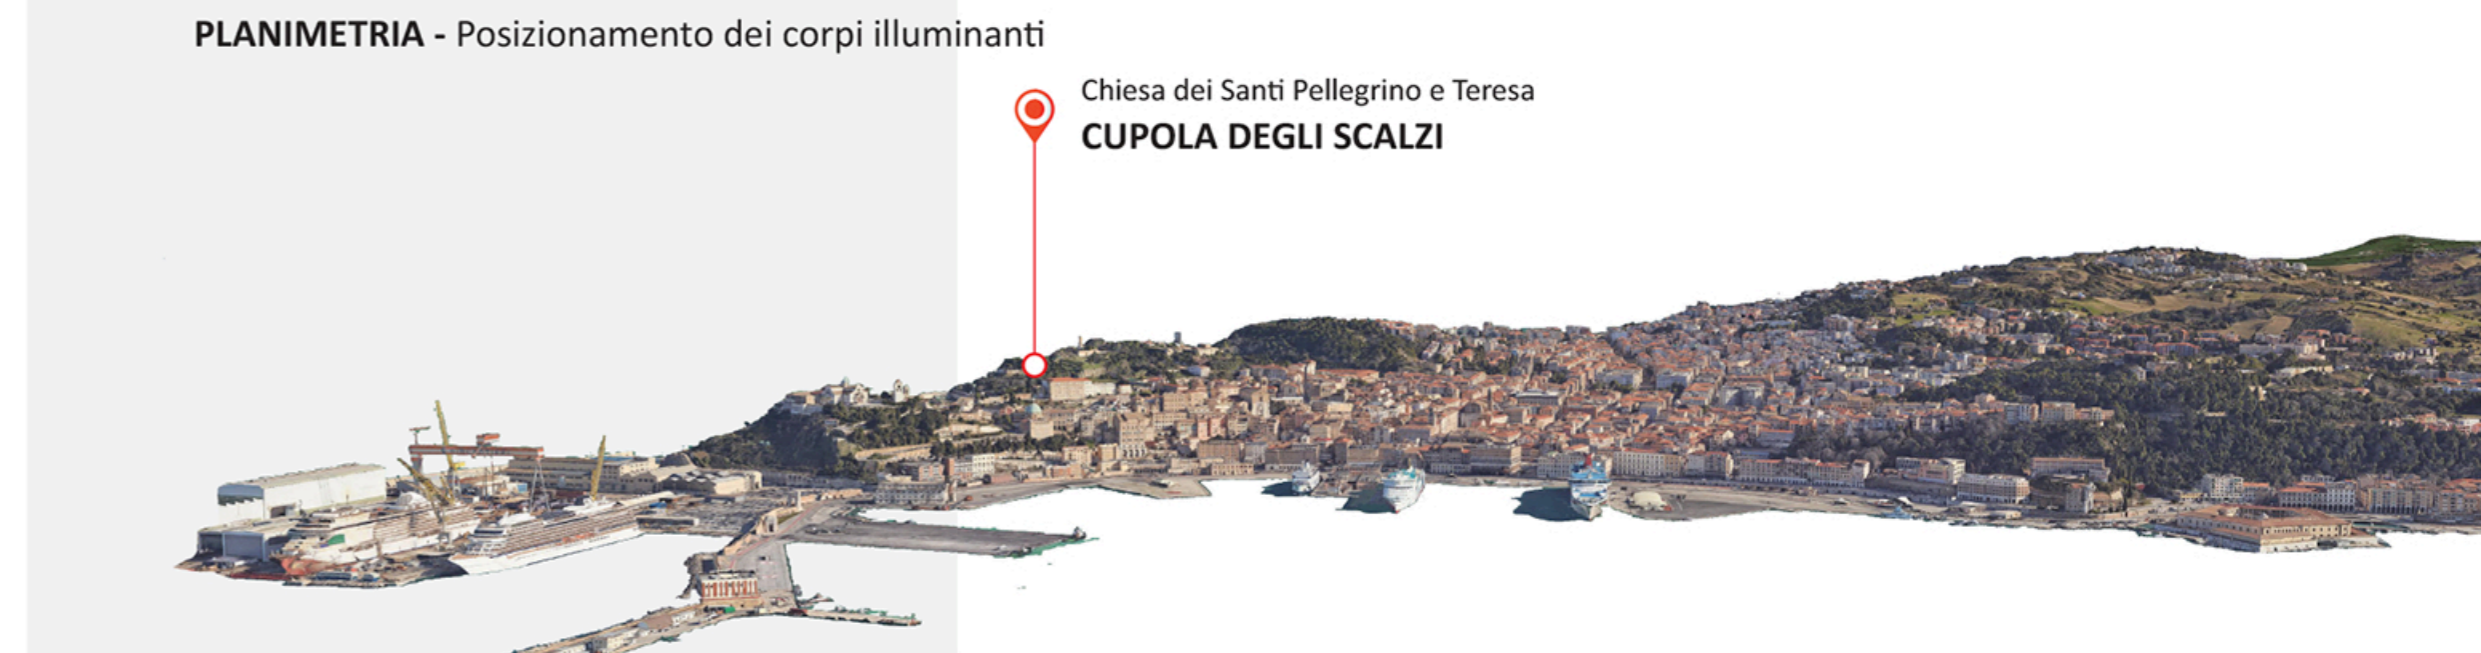 PLANIMETRIA - Posizionamento dei corpi illuminanti
Chiesa dei Santi Pellegrino e Teresa
CUPOLA DEGLI SCALZI